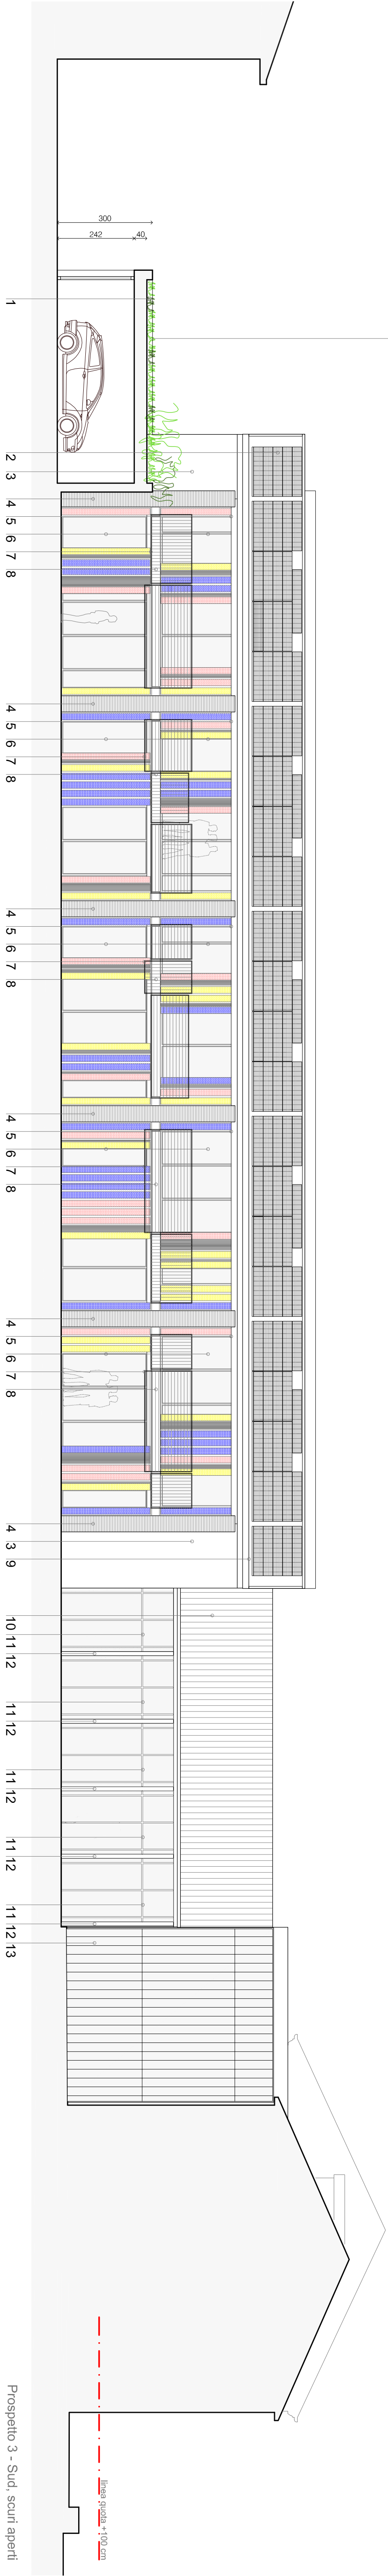 300
242 40
1 2 3 4 5 6 7 8 4 5 6 7 8 4 5 6 7 8 4 5 6 7 8 4 5 6 7 8 4 3 9 10 11 12 11 12 11 12 11 12 11 12 13
linea quota +100 cm
Prospetto 3 - Sud, scuri aperti